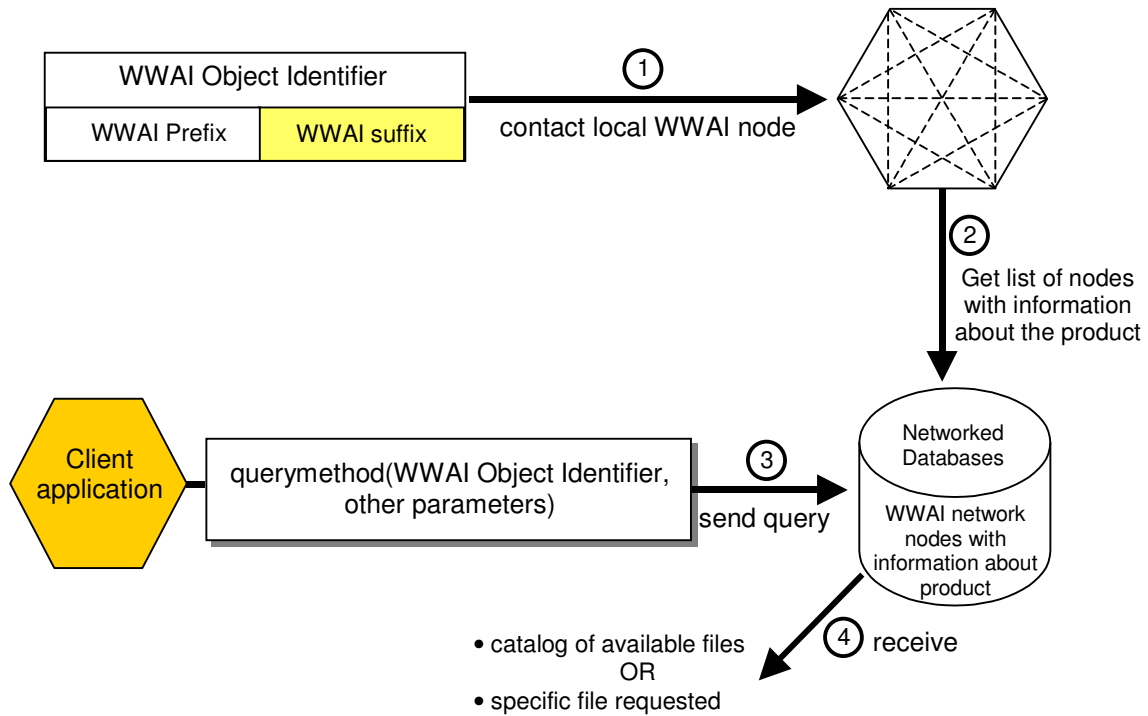 WWAI Object Identifier
WWAI Prefix
WWAI suffix
1
contact local WWAI node
2
Get list of nodes
with information
about the product
Client
application
querymethod(WWAI Object Identifier,
other parameters)
3
send query
Networked
Databases
WWAI network
nodes with
information about
product
4 receive
• catalog of available files
OR
• specific file requested